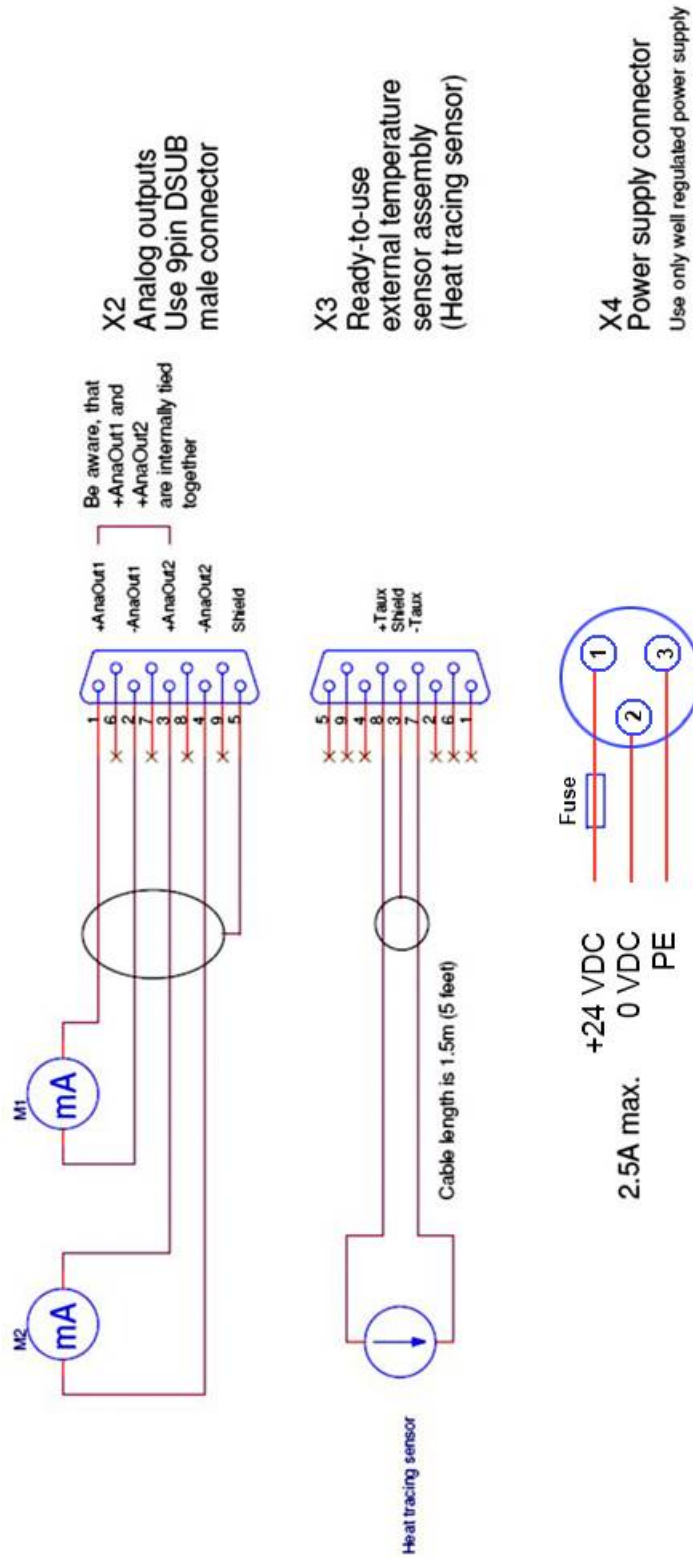 M2
mA
M1
mA
1
6
2
7
3
8
4
9
5
+AnaOut1
-AnaOut1
+AnaOut2
-AnaOut2
Shield
Be aware, that
+AnaOut1 and
+AnaOut2
are internally tied
together
X2
Analog outputs
Use 9pin DSUB
male connector
Heat tracing sensor
Cable length is 1.5m (5 feet)
5
9
4
8
3
7
2
6
1
+Taux
Shield
-Taux
X3
Ready-to-use
external temperature
sensor assembly
(Heat tracing sensor)
2.5A max.
+24 VDC
0 VDC
PE
Fuse
1
2
3
X4
Power supply connector
Use only well regulated power supply